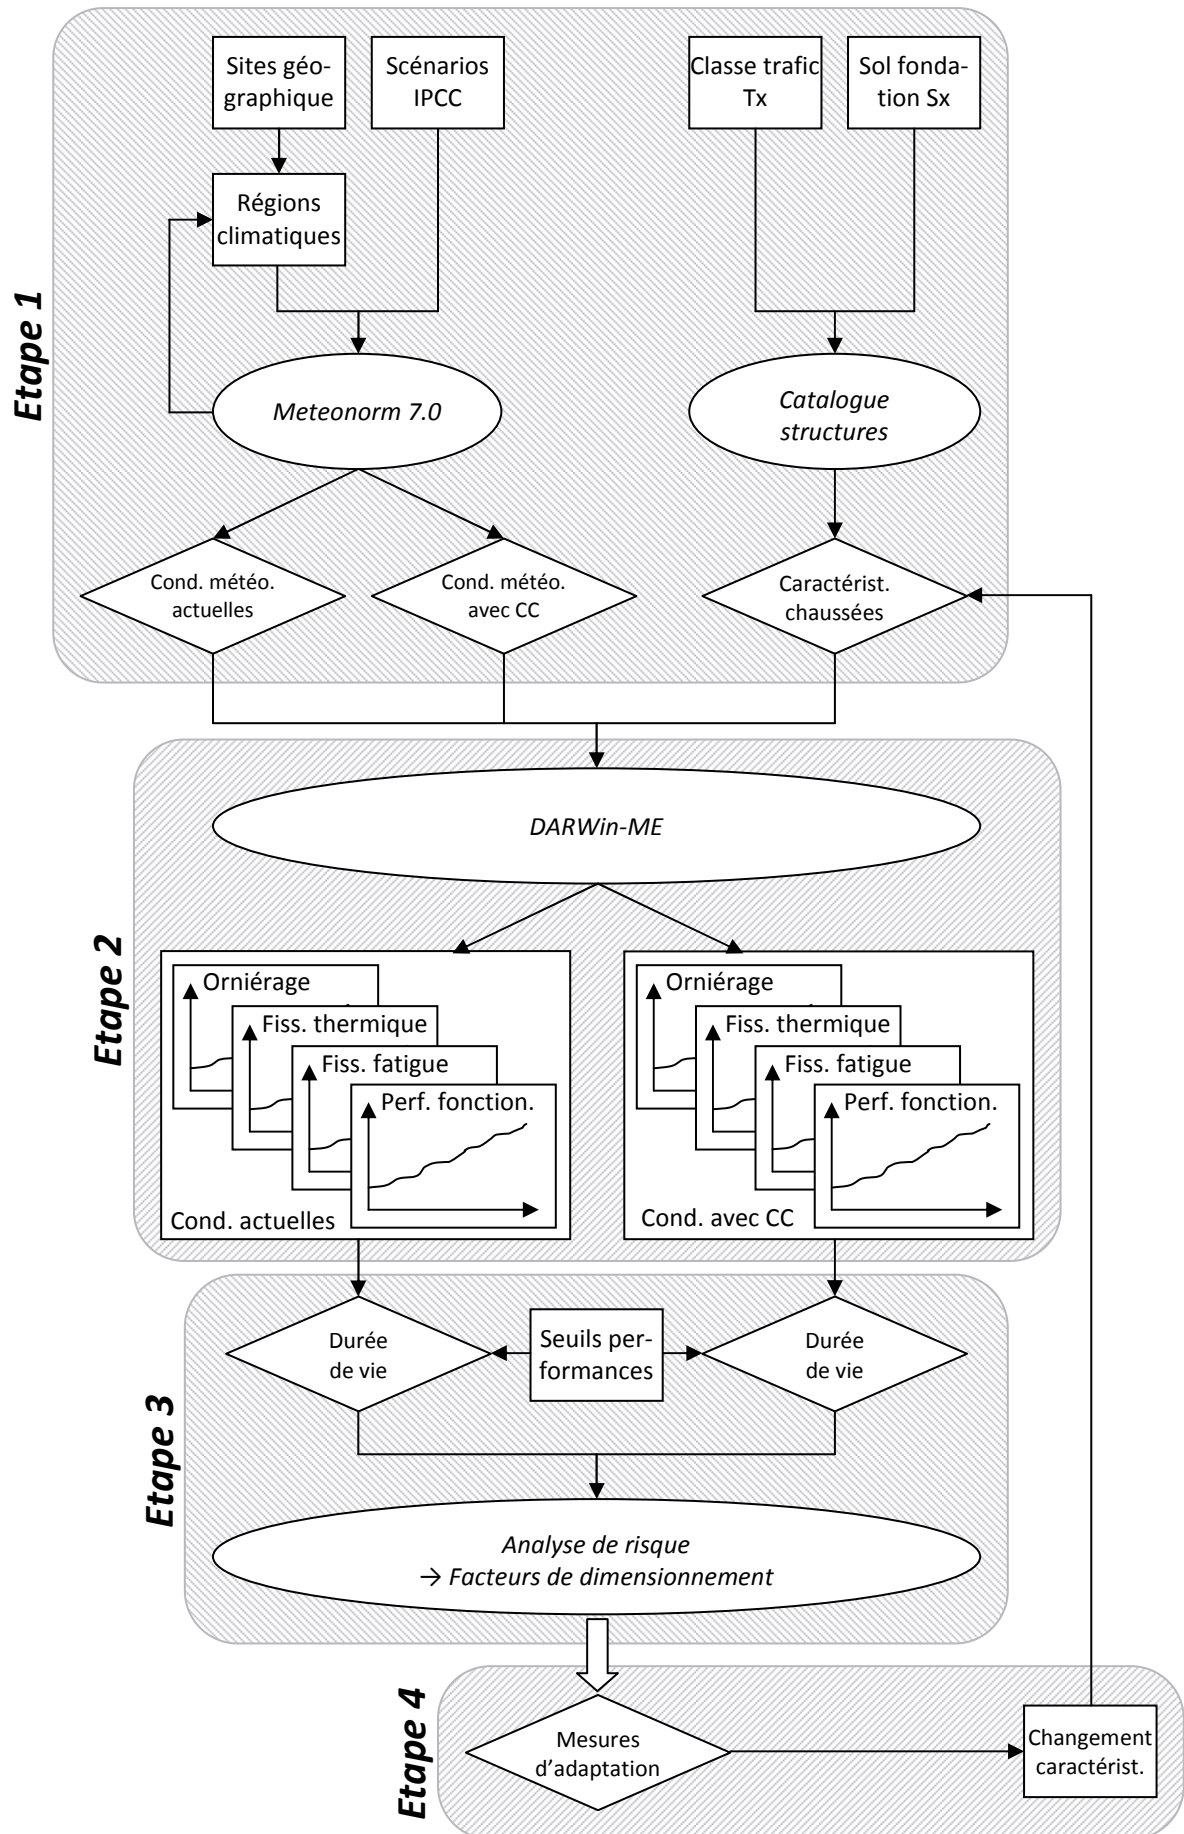 Etape 1
Sites géo-
graphique
Scénarios
IPCC
Classe trafic
Tx
Sol fonda-
tion Sx
Régions
climatiques
Meteonorm 7.0
Catalogue
structures
Cond. météo.
actuelles
Cond. météo.
avec CC
Caractérist.
chaussées
Etape 2
DARWin-ME
Orniérage
Fiss. thermique
Fiss. fatigue
Perf. fonction.
Cond. actuelles
Orniérage
Fiss. thermique
Fiss. fatigue
Perf. fonction.
Cond. avec CC
Etape 3
Durée
de vie
Seuils per-
formances
Durée
de vie
Analyse de risque
→ Facteurs de dimensionnement
Etape 4
Mesures
d’adaptation
Changement
caractérist.